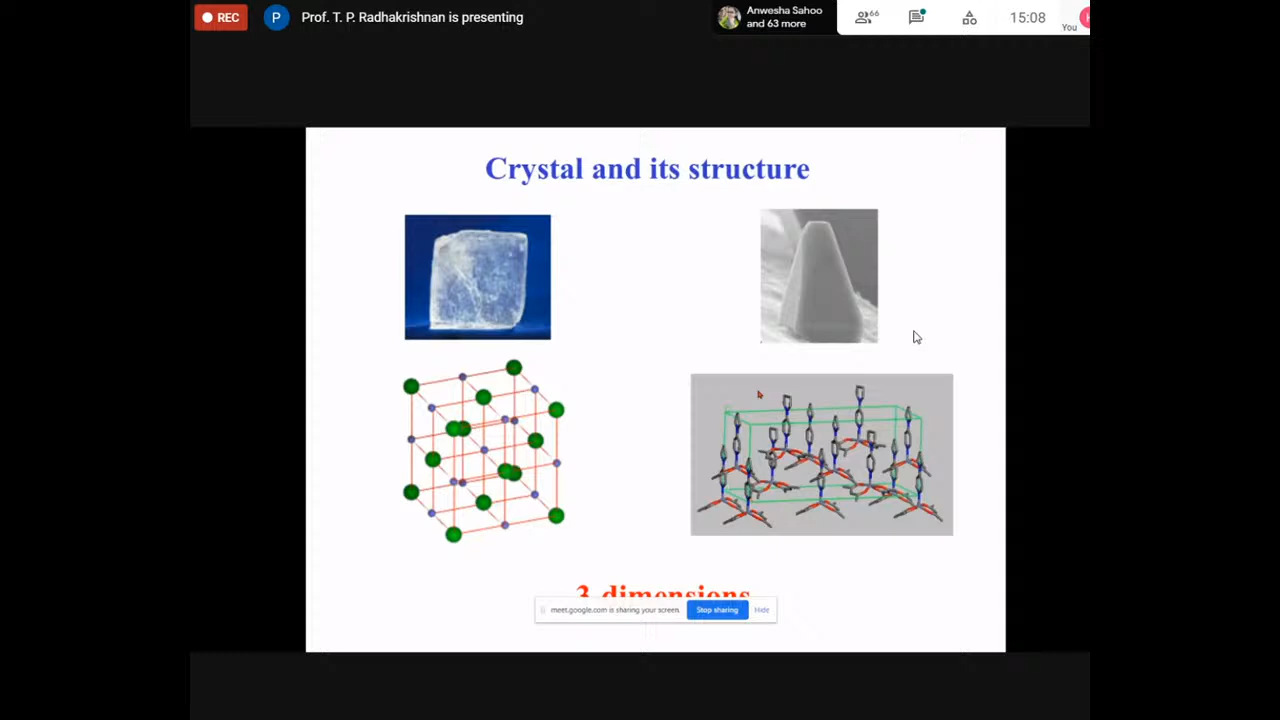 REC
P
Prof. T. P. Radhakrishnan is presenting
Anwesha Sahoo
and 63 more
66
15:08
You
Crystal and its structure
3 dimensions
meet.google.com is sharing your screen.
Stop sharing
Hide